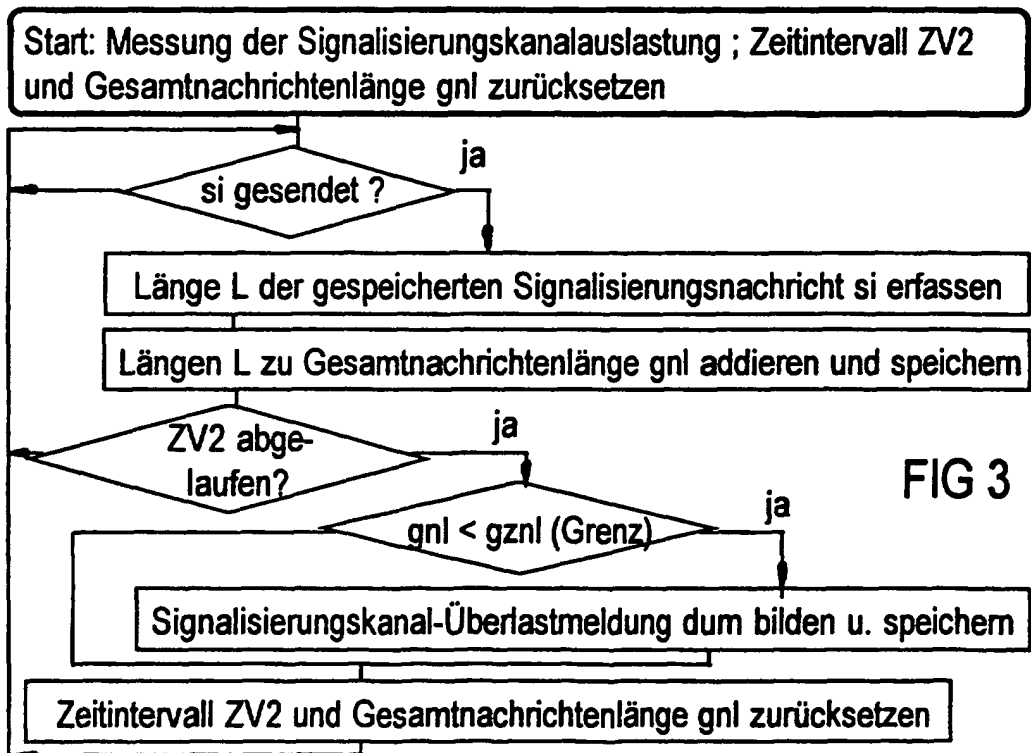 Start: Messung der Signalisierungskanalauslastung ; Zeitintervall ZV2
und Gesamtnachrichtenlänge gnl zurücksetzen
ja
si gesendet ?
Länge L der gespeicherten Signalisierungsnachricht si erfassen
Längen L zu Gesamtnachrichtenlänge gnl addieren und speichern
ja
ZV2 abge-
laufen?
FIG 3
ja
gnl < gznl (Grenz)
Signalisierungskanal-Überlastmeldung dum bilden u. speichern
Zeitintervall ZV2 und Gesamtnachrichtenlänge gnl zurücksetzen